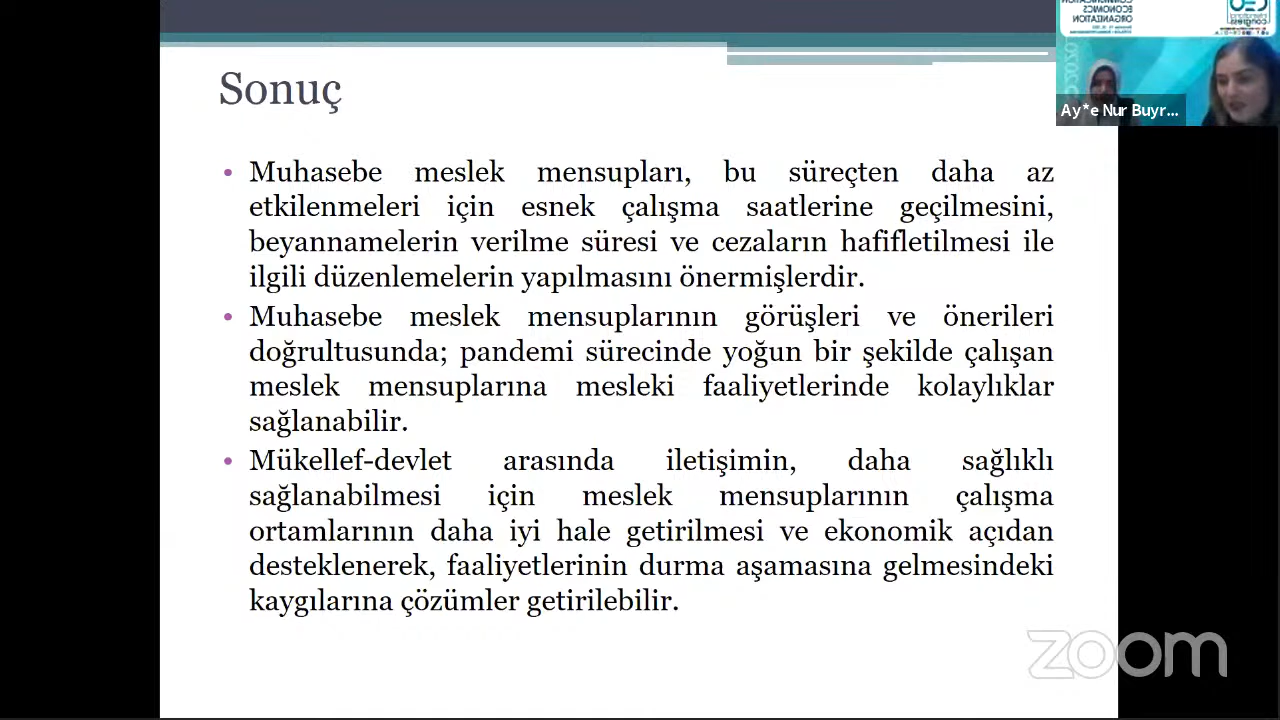 ECONOMICS
ORGANIZATION
CEO
congress
Ay*e Nur Buyr...
Sonuç
• Muhasebe meslek mensupları, bu süreçten daha az
etkilenmeleri için esnek çalışma saatlerine geçilmesini,
beyannamelerin verilme süresi ve cezaların hafifletilmesi ile
ilgili düzenlemelerin yapılmasını önermişlerdir.
• Muhasebe meslek mensuplarının görüşleri ve önerileri
doğrultusunda; pandemi sürecinde yoğun bir şekilde çalışan
meslek mensuplarına mesleki faaliyetlerinde kolaylıklar
sağlanabilir.
• Mükellef-devlet arasında iletişimin, daha sağlıklı
sağlanabilmesi için meslek mensuplarının çalışma
ortamlarının daha iyi hale getirilmesi ve ekonomik açıdan
desteklenerek, faaliyetlerinin durma aşamasına gelmesindeki
kaygılarına çözümler getirilebilir.
zoom